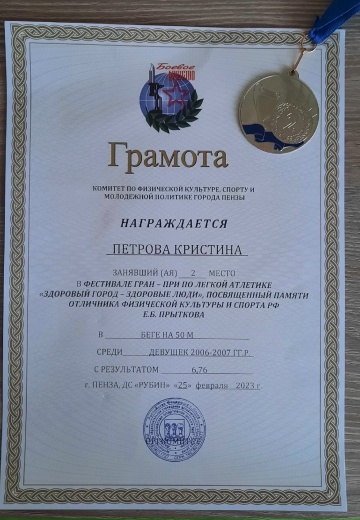 Боевое
Грамота
КОМИТЕТ ПО ФИЗИЧЕСКОЙ КУЛЬТУРЕ, СПОРТУ И
МОЛОДЕЖНОЙ ПОЛИТИКЕ ГОРОДА ПЕНЗЫ
НАГРАЖДАЕТСЯ
ПЕТРОВА КРИСТИНА
ЗАНЯВШИЙ (АЯ) 2 МЕСТО
В ФЕСТИВАЛЕ ГРАН – ПРИ ПО ЛЕГКОЙ АТЛЕТИКЕ
«ЗДОРОВЫЙ ГОРОД – ЗДОРОВЫЕ ЛЮДИ», ПОСВЯЩЕННЫЙ ПАМЯТИ
ОТЛИЧНИКА ФИЗИЧЕСКОЙ КУЛЬТУРЫ И СПОРТА РФ
Е.Б. ПРЫТКОВА
В БЕГЕ НА 50 М
СРЕДИ ДЕВУШЕК 2006-2007 ГГ.Р.
С РЕЗУЛЬТАТОМ 6,76
г. ПЕНЗА, ДС «РУБИН» «25» февраля 2023 г
ОРГКОМИТЕТ